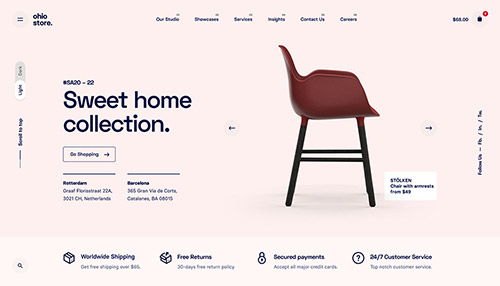 ohio
store.
Our Studio
Showcases
Services
Insights
Contact Us
Careers
$68.00
Dark
Light
Scroll to top
#SA20 – 22
Sweet home
collection.
Go Shopping
Rotterdam
Graaf Florisstraat 22A,
3021 CH, Netherlands
Barcelona
365 Gran Via de Corts,
Catalanes, BA 08015
STÖLKEN
Chair with armrests
from $49
Follow Us — Fb. / In. / Tw.
Worldwide Shipping
Get free shipping over $65.
Free Returns
30-days free return policy.
Secured payments
Accept all major credit cards.
24/7 Customer Service
Top notch customer service.